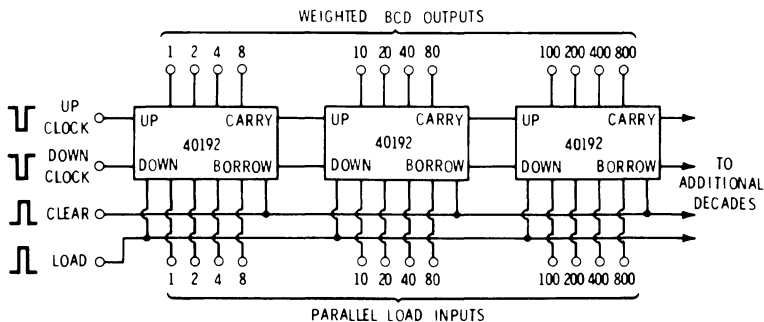 WEIGHTED BCD OUTPUTS
1 2 4 8 10 20 40 80 100 200 400 800
UP CLOCK
UP CARRY
40192
DOWN BORROW
UP CARRY
40192
DOWN BORROW
UP CARRY
40192
DOWN BORROW
DOWN CLOCK
TO
ADDITIONAL
DECADES
CLEAR
LOAD
1 2 4 8 10 20 40 80 100 200 400 800
PARALLEL LOAD INPUTS